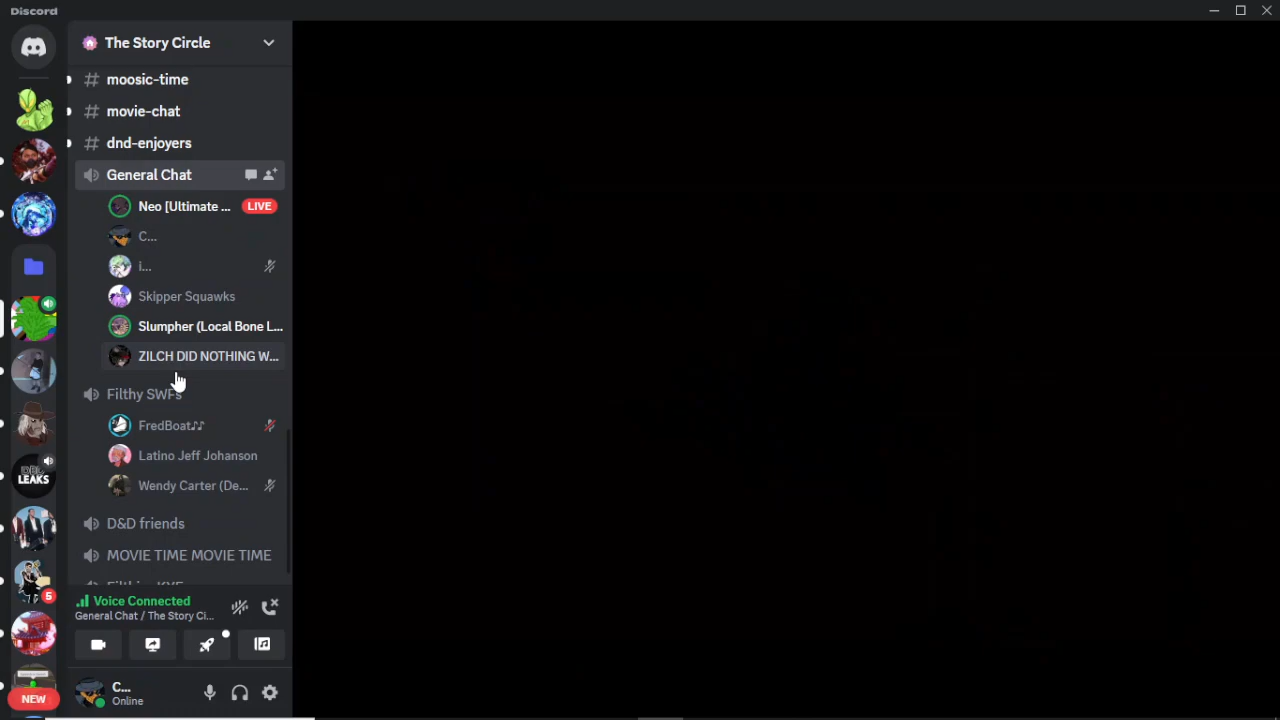 Discord
The Story Circle
# moosic-time
# movie-chat
# dnd-enjoyers
General Chat
Neo [Ultimate ... LIVE
C...
i...
Skipper Squawks
Slumpher (Local Bone L...
ZILCH DID NOTHING W...
Filthy SWFs
FredBoat♪♪
Latino Jeff Johanson
Wendy Carter (De...
D&D friends
MOVIE TIME MOVIE TIME
LEAKS
5
Voice Connected
General Chat / The Story Ci...
C...
Online
NEW